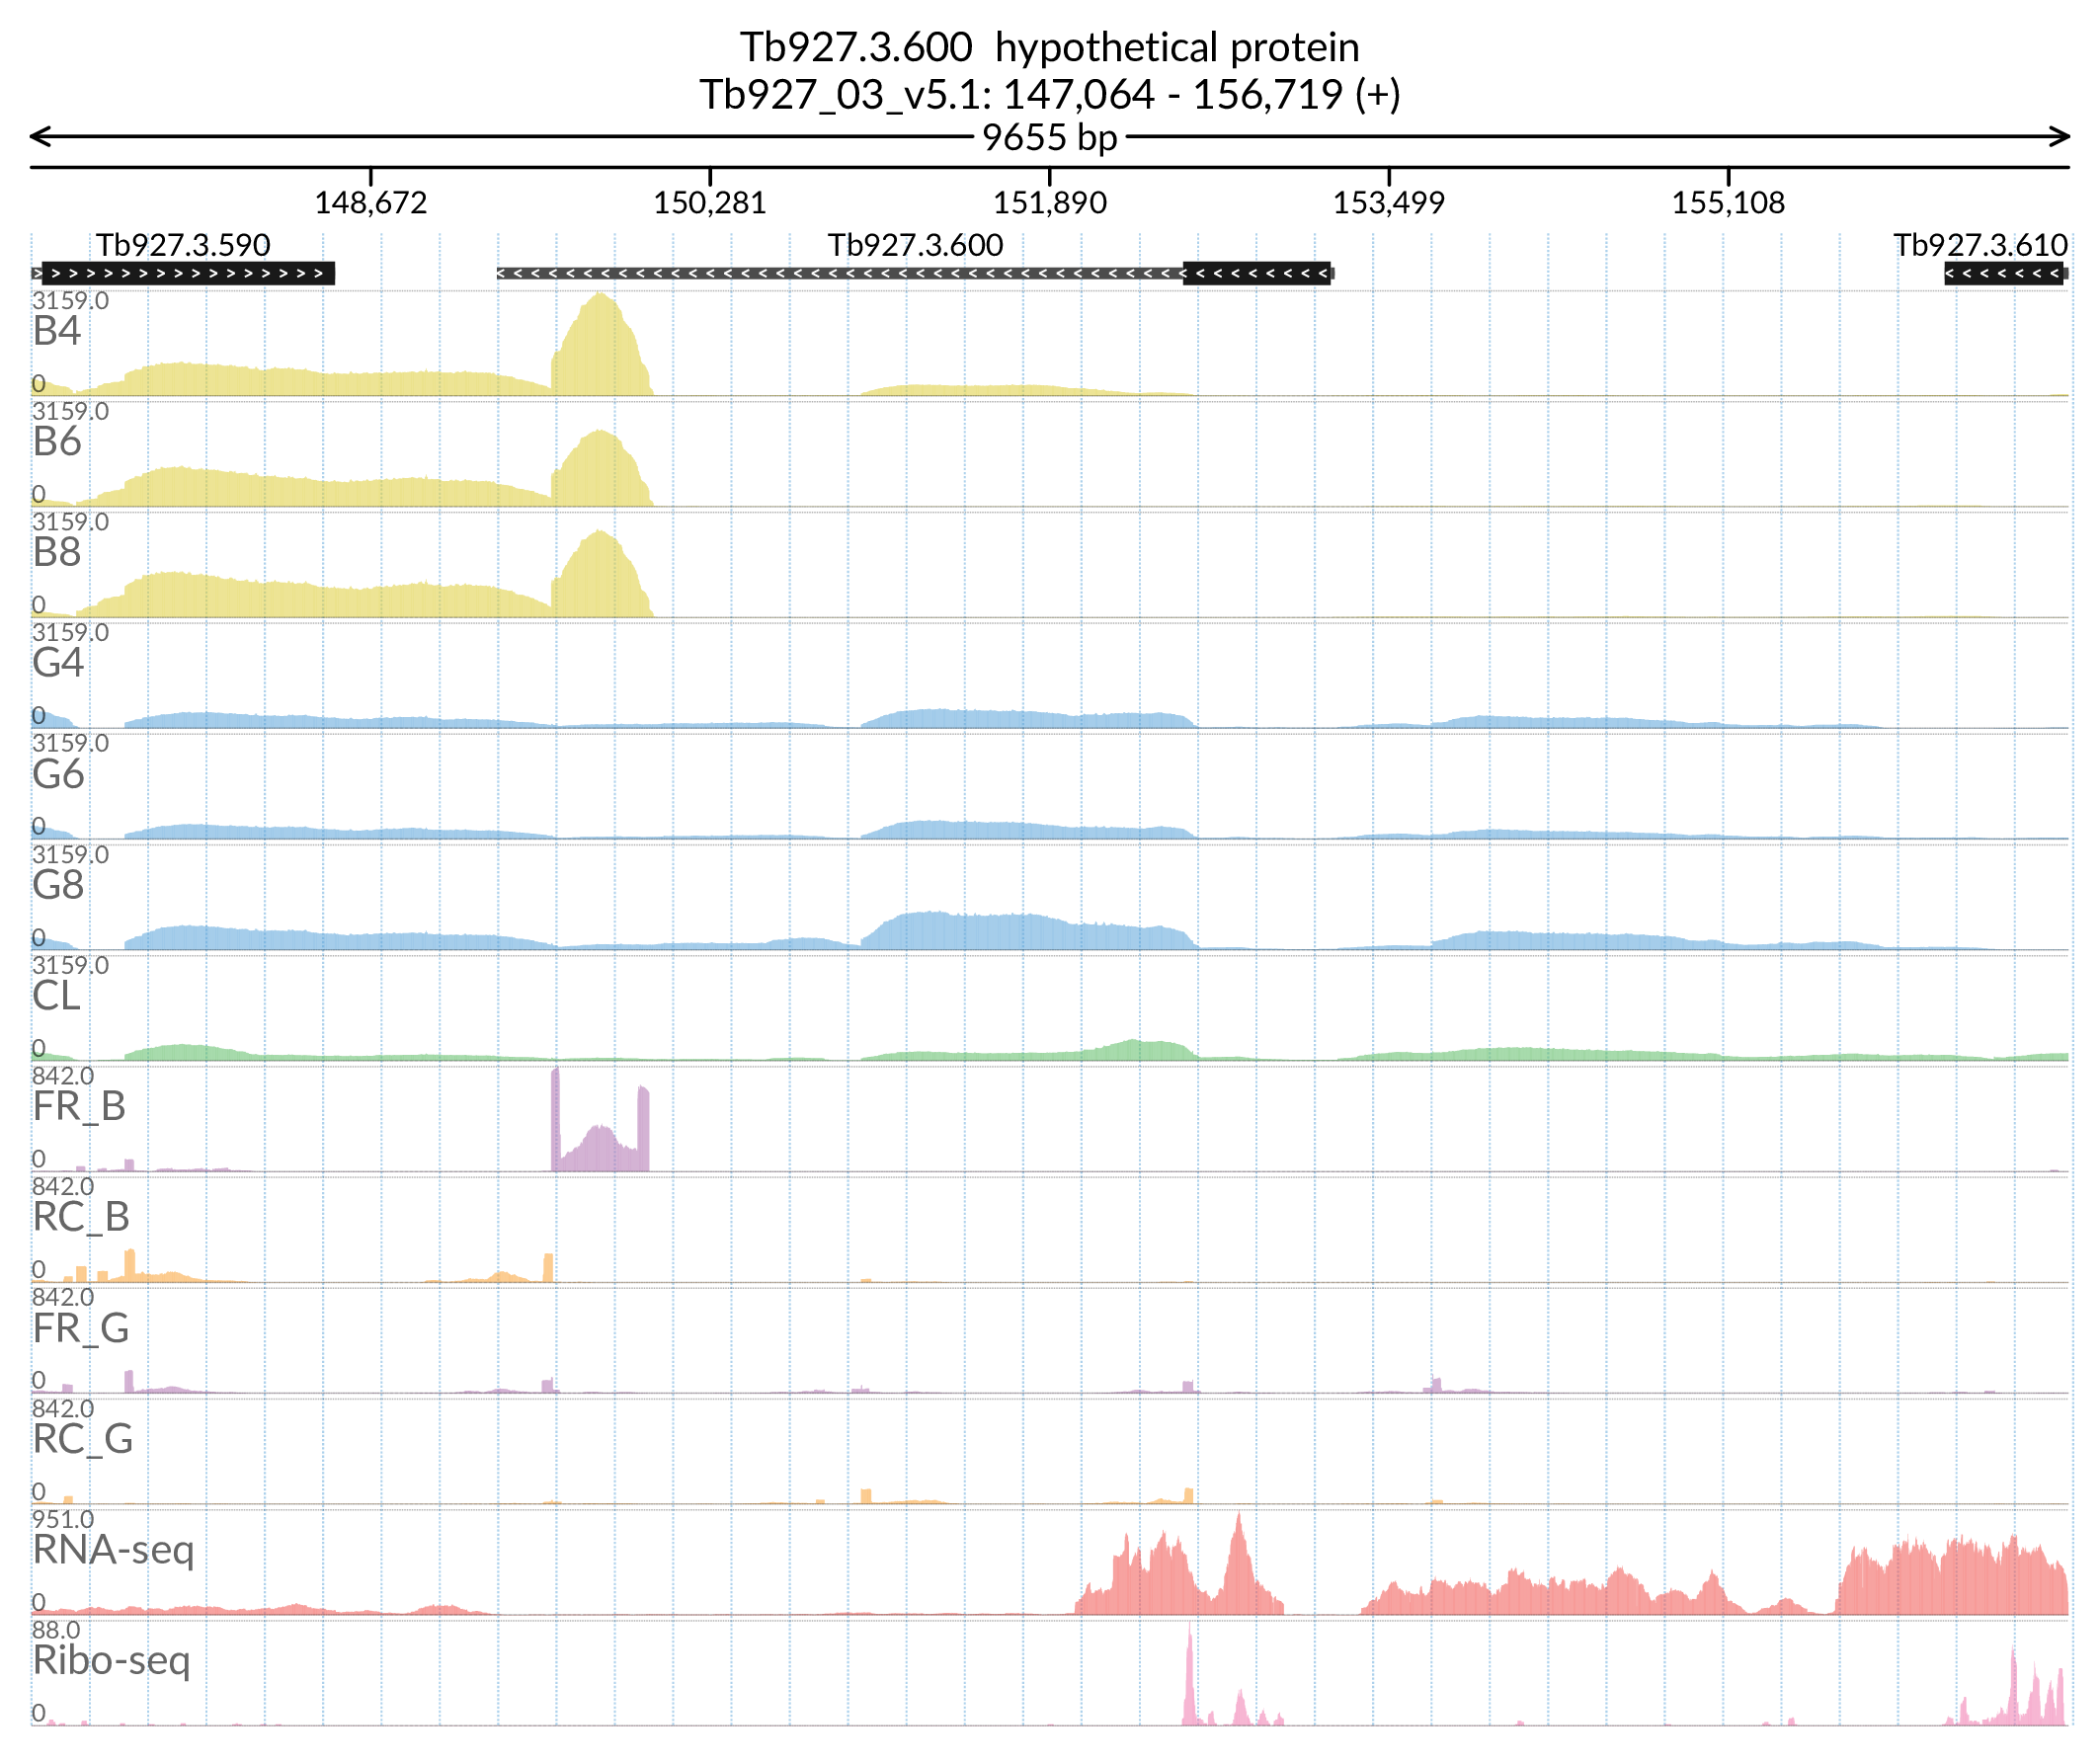 Tb927.3.600  hypothetical protein
Tb927_03_v5.1: 147,064 - 156,719 (+)
9655 bp
148,672 150,281 151,890 153,499 155,108
Tb927.3.590 Tb927.3.600 Tb927.3.610
3159.0
B4
0
3159.0
B6
0
3159.0
B8
0
3159.0
G4
0
3159.0
G6
0
3159.0
G8
0
3159.0
CL
0
842.0
FR_B
0
842.0
RC_B
0
842.0
FR_G
0
842.0
RC_G
0
951.0
RNA-seq
0
88.0
Ribo-seq
0